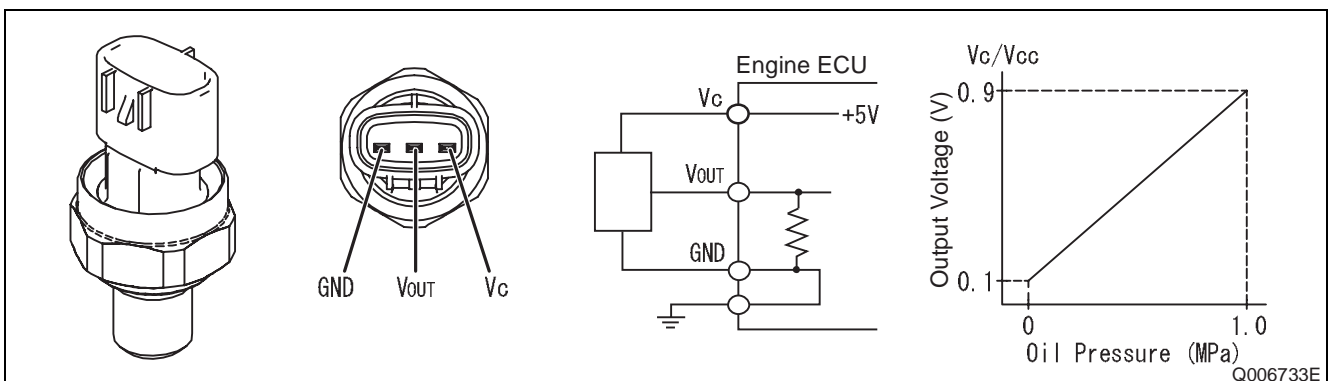 GND VOUT VC
Engine ECU
VC
+5V
VOUT
GND
VC/VCC
Output Voltage (V)
0.9
0.1
0 1.0
Oil Pressure (MPa)
Q006733E